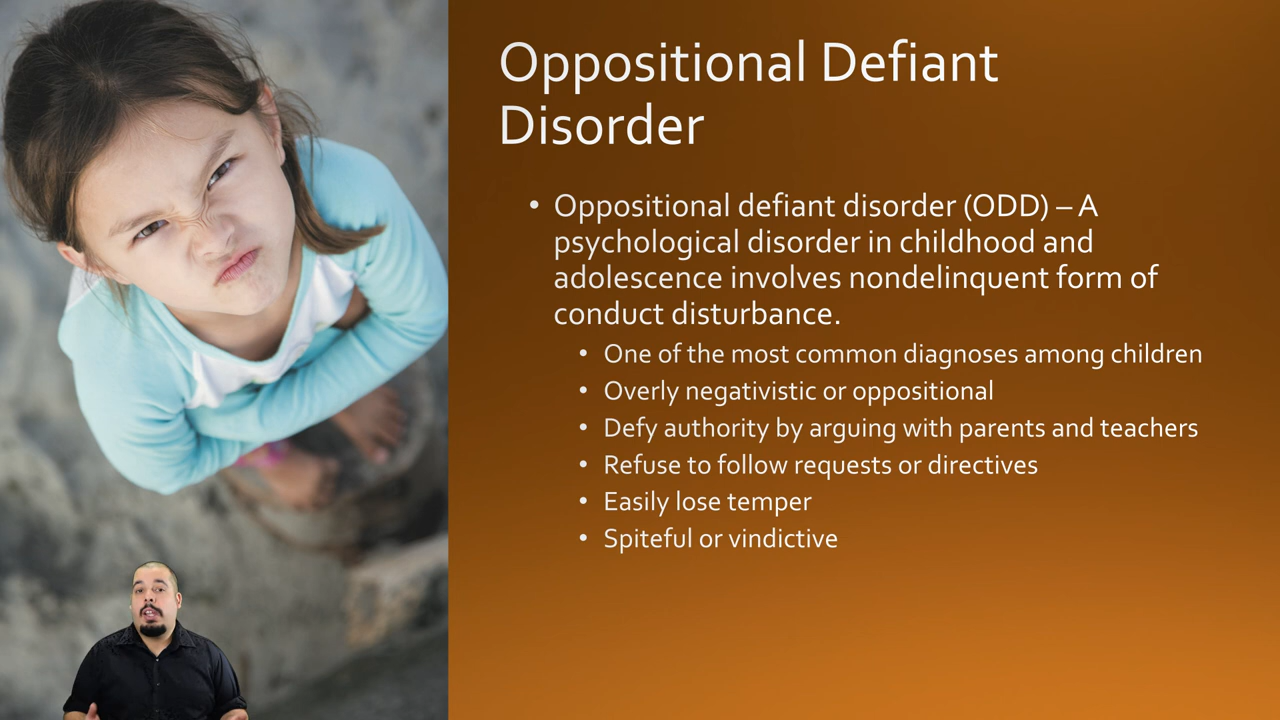 Oppositional Defiant
Disorder
• Oppositional defiant disorder (ODD) – A
psychological disorder in childhood and
adolescence involves nondelinquent form of
conduct disturbance.
• One of the most common diagnoses among children
• Overly negativistic or oppositional
• Defy authority by arguing with parents and teachers
• Refuse to follow requests or directives
• Easily lose temper
• Spiteful or vindictive